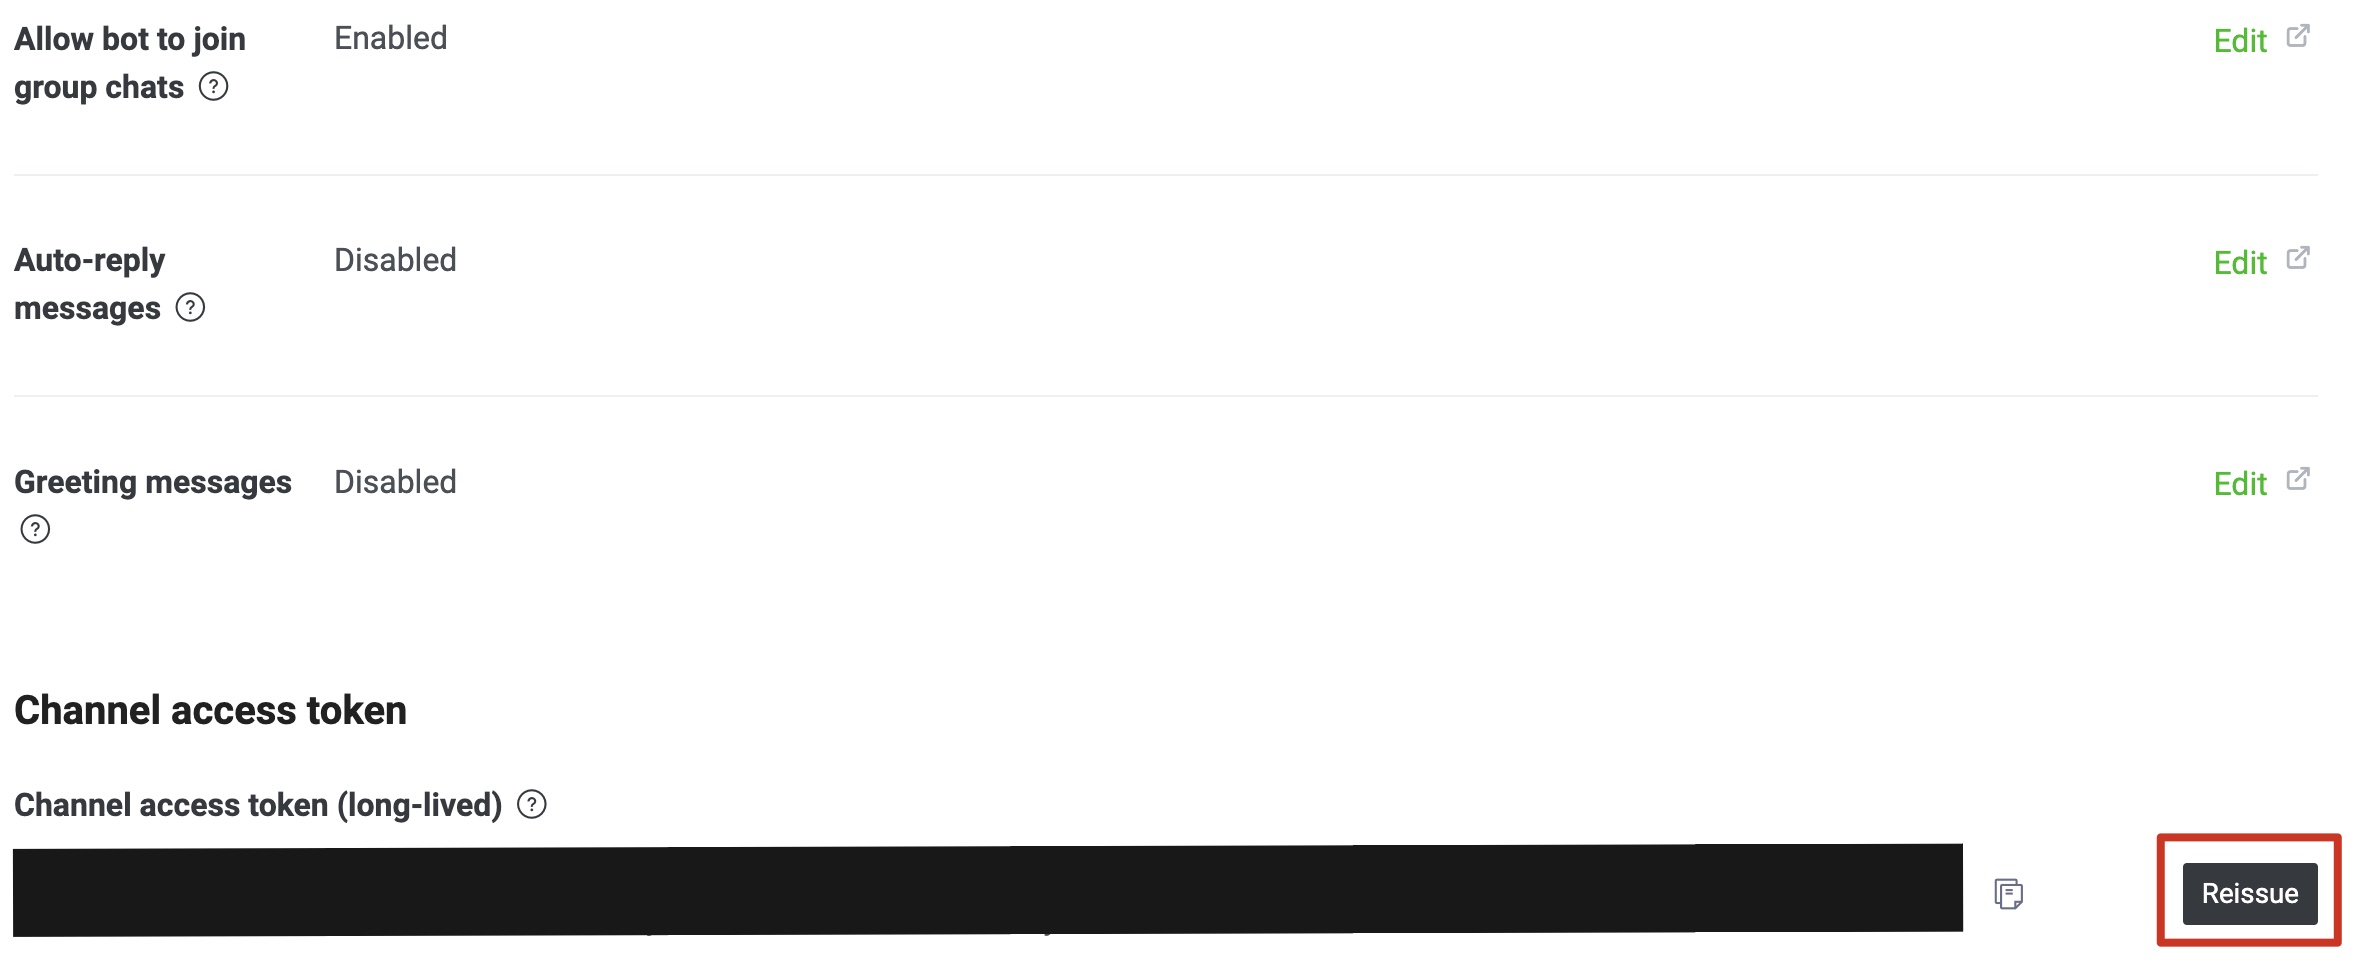 Allow bot to join
group chats ?
Enabled
Edit
Auto-reply
messages ?
Disabled
Edit
Greeting messages
?
Disabled
Edit
Channel access token
Channel access token (long-lived) ?
Reissue